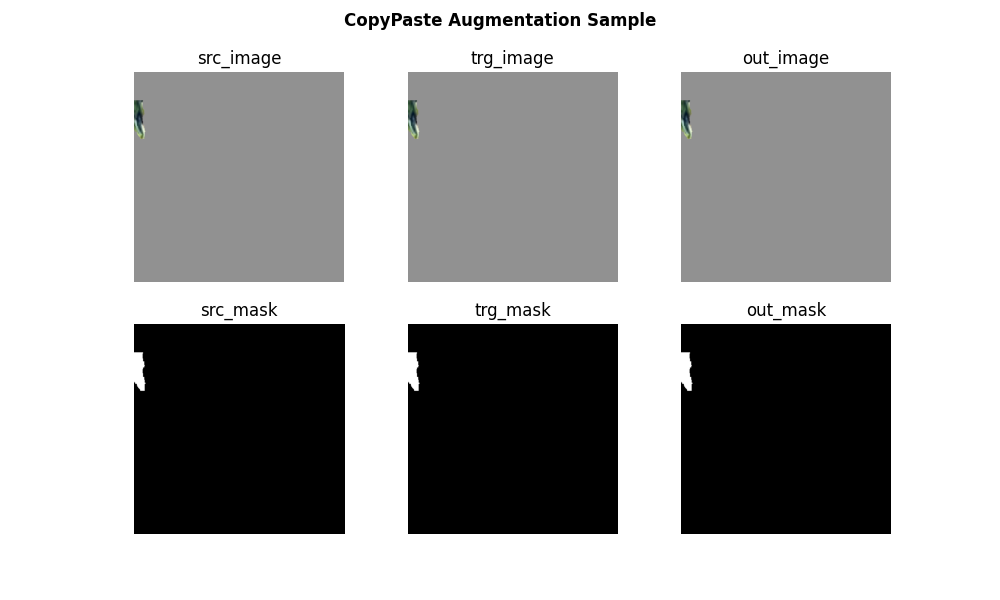 CopyPaste Augmentation Sample
src_image
trg_image
out_image
src_mask
trg_mask
out_mask